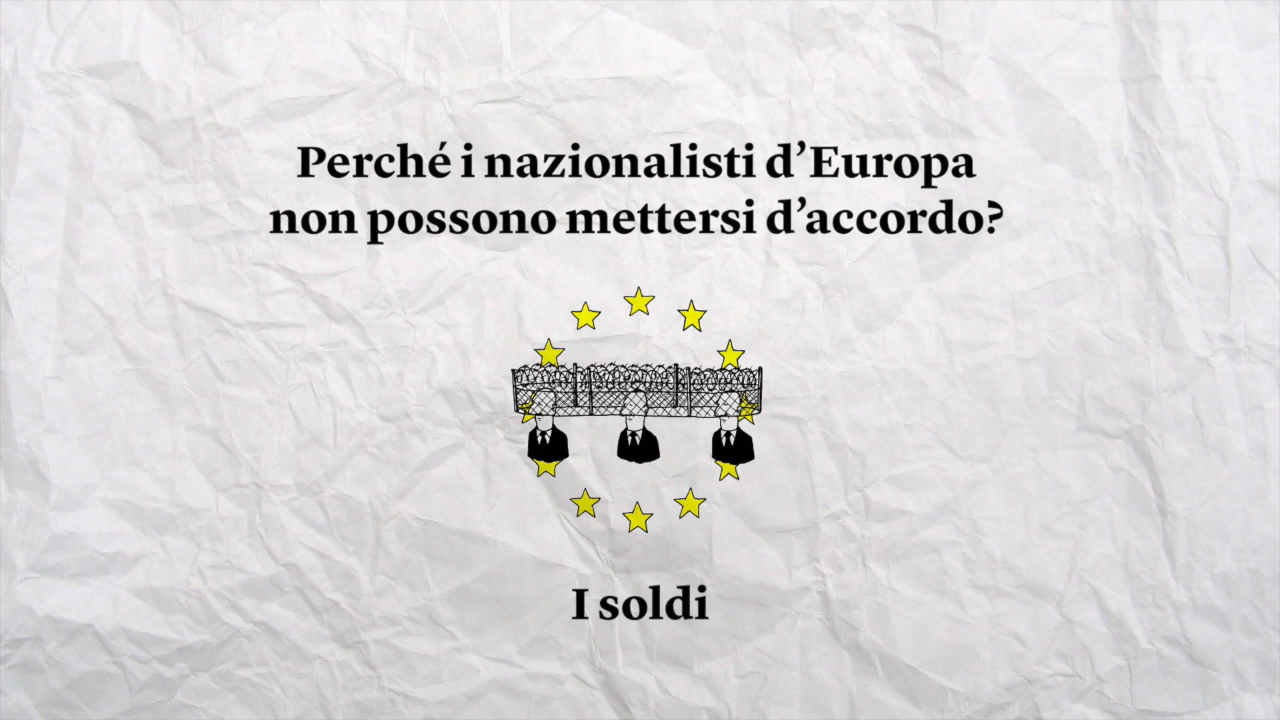 Perché i nazionalisti d’Europa
non possono mettersi d’accordo?
I soldi